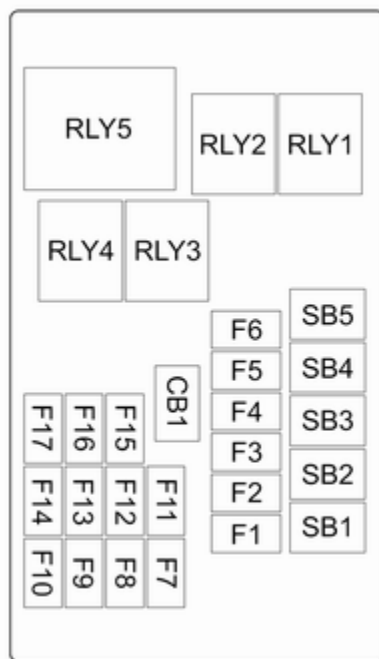 RLY5
RLY2 RLY1
RLY4 RLY3
SB5
F6
SB4
F5
CB1
F4
SB3
F17 F16 F15
F3
SB2
F2
F14 F13 F12 F11
SB1
F1
F10 F9 F8 F7